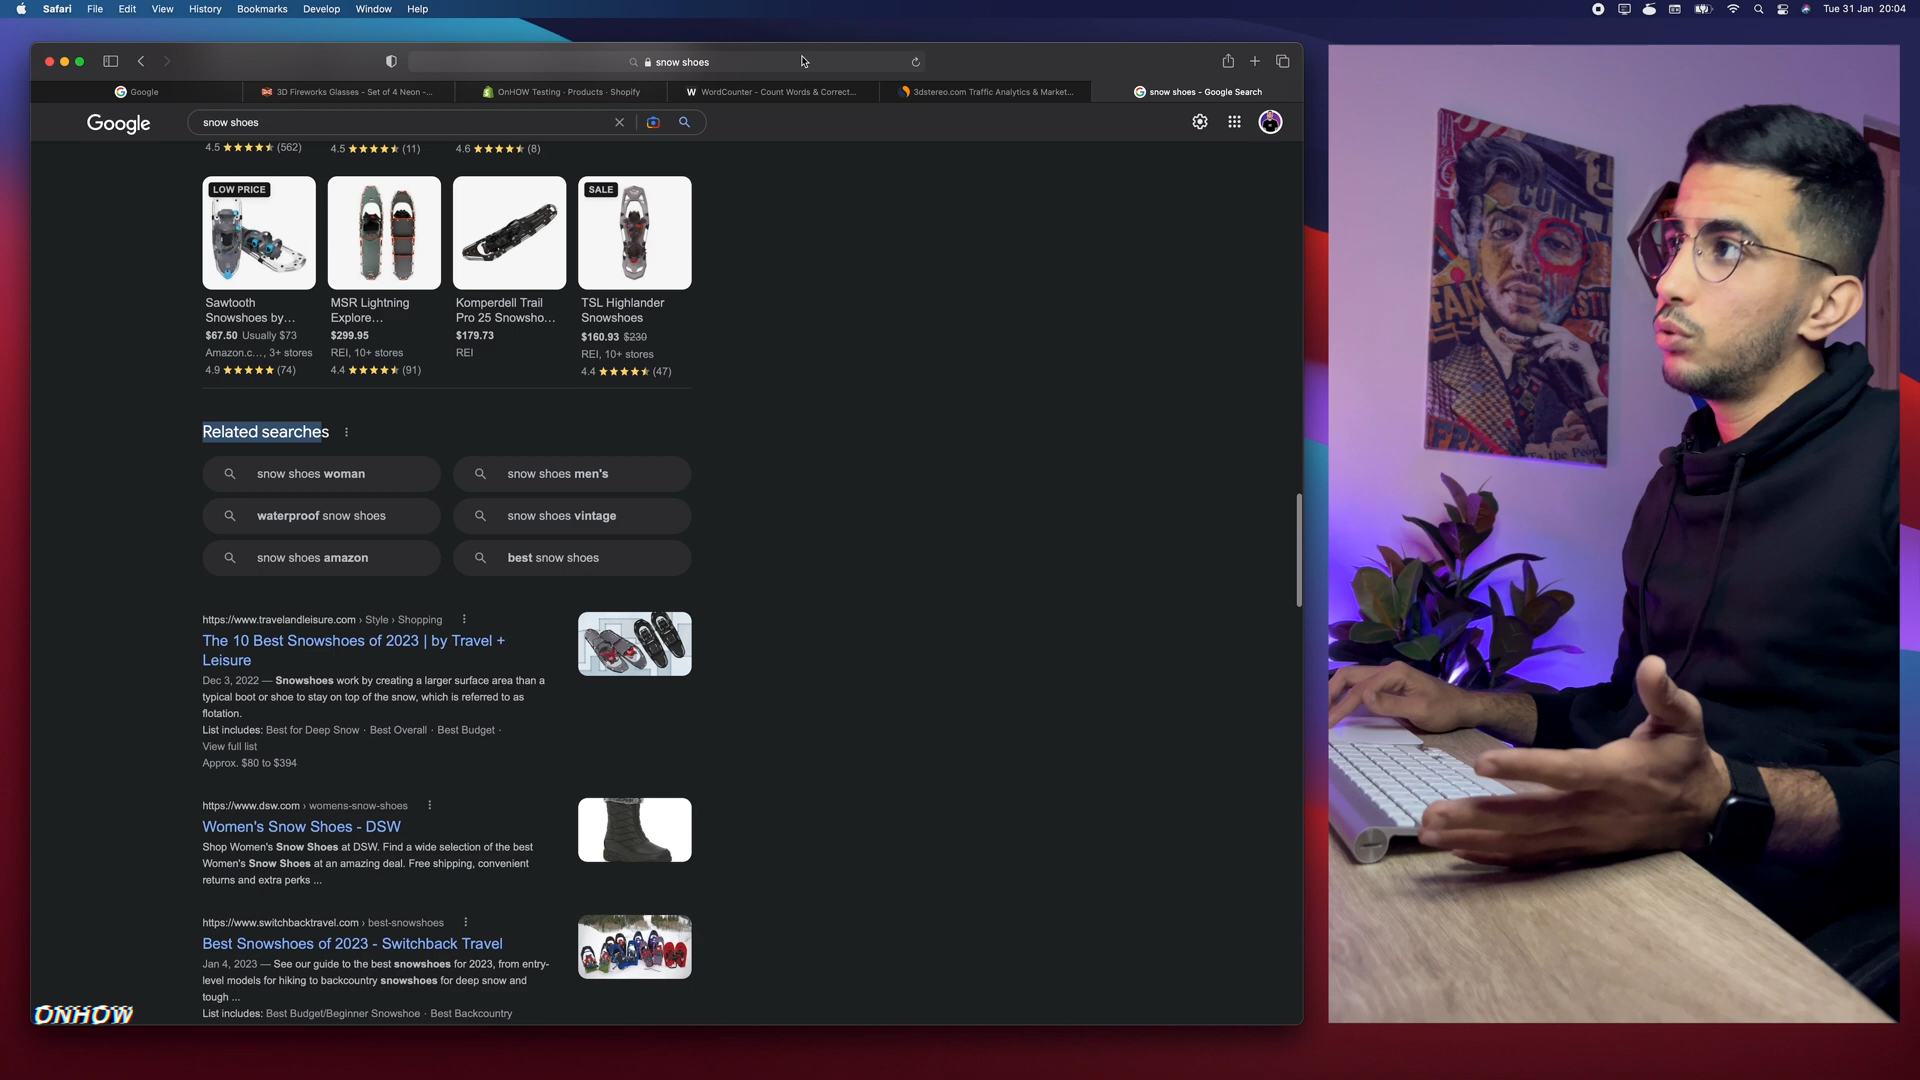 Safari File Edit View History Bookmarks Develop Window Help
Tue 31 Jan 20:04
snow shoes
Google
3D Fireworks Glasses - Set of 4 Neon -...
OnHOW Testing · Products · Shopify
WordCounter - Count Words & Correct...
3dstereo.com Traffic Analytics & Market...
snow shoes - Google Search
Google
snow shoes
4.5 (562)
4.5 (11)
4.6 (8)
LOW PRICE
SALE
Sawtooth
Snowshoes by...
$67.50 Usually $73
Amazon.c..., 3+ stores
4.9 (74)
MSR Lightning
Explore...
$299.95
REI, 10+ stores
4.4 (91)
Komperdell Trail
Pro 25 Snowsho...
$179.73
REI
TSL Highlander
Snowshoes
$160.93 $230
REI, 10+ stores
4.4 (47)
Related searches
snow shoes woman
snow shoes men's
waterproof snow shoes
snow shoes vintage
snow shoes amazon
best snow shoes
https://www.travelandleisure.com › Style › Shopping
The 10 Best Snowshoes of 2023 | by Travel +
Leisure
Dec 3, 2022 — Snowshoes work by creating a larger surface area than a
typical boot or shoe to stay on top of the snow, which is referred to as
flotation.
List includes: Best for Deep Snow · Best Overall · Best Budget ·
View full list
Approx. $80 to $394
https://www.dsw.com › womens-snow-shoes
Women's Snow Shoes - DSW
Shop Women's Snow Shoes at DSW. Find a wide selection of the best
Women's Snow Shoes at an amazing deal. Free shipping, convenient
returns and extra perks ...
https://www.switchbacktravel.com › best-snowshoes
Best Snowshoes of 2023 - Switchback Travel
Jan 4, 2023 — See our guide to the best snowshoes for 2023, from entry-
level models for hiking to backcountry snowshoes for deep snow and
tough ...
List includes: Best Budget/Beginner Snowshoe · Best Backcountry
ONHOW
to the People